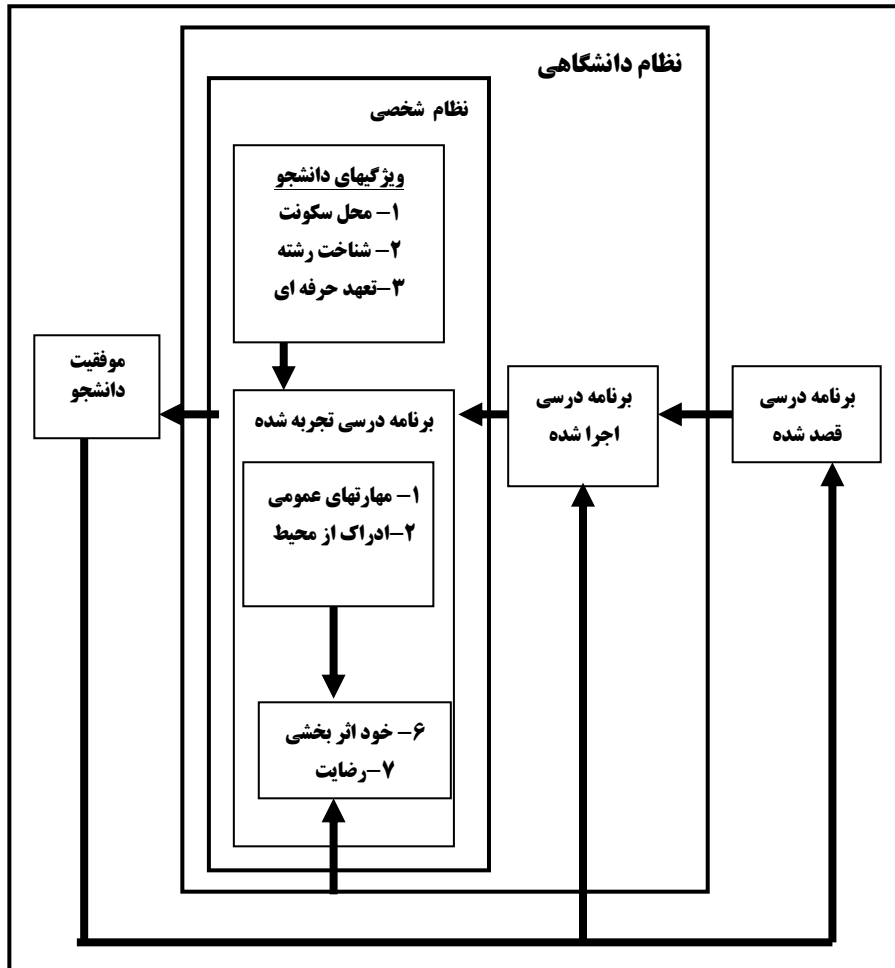 نظام دانشگاهی
نظام شخصی
ویژگیهای دانشجو
۱- محل سکونت
۲- شناخت رشته
۳-تعهد حرفه ای
برنامه درسی
قصد شده
برنامه درسی
اجرا شده
برنامه درسی تجربه شده
۱- مهارتهای عمومی
۲-ادراک از محیط
۶- خود اثر بخشی
۷-رضایت
موفقیت
دانشجو